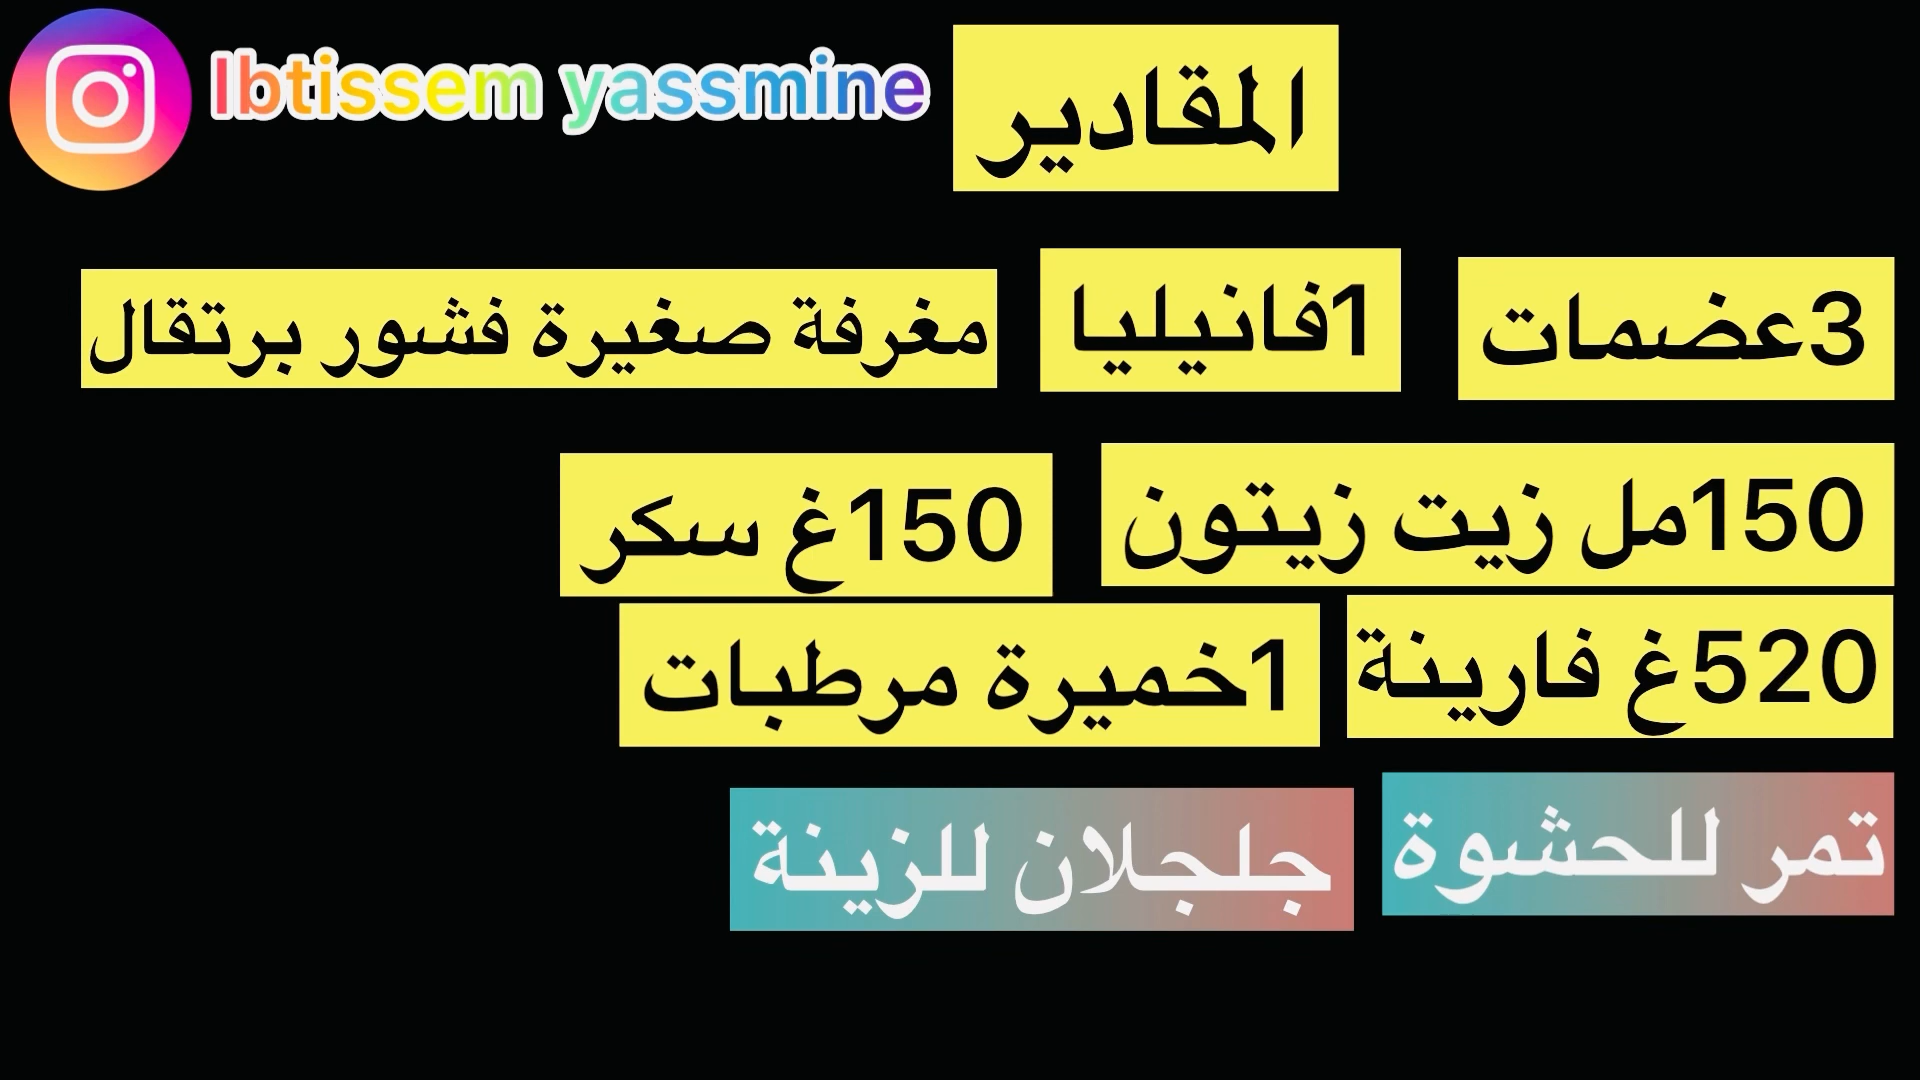 Ibtissem yassmine
المقادير
3عضمات
1فانيليا
مغرفة صغيرة فشور برتقال
150مل زيت زيتون
150غ سكر
520غ فارينة
1خميرة مرطبات
تمر للحشوة
جلجلان للزينة